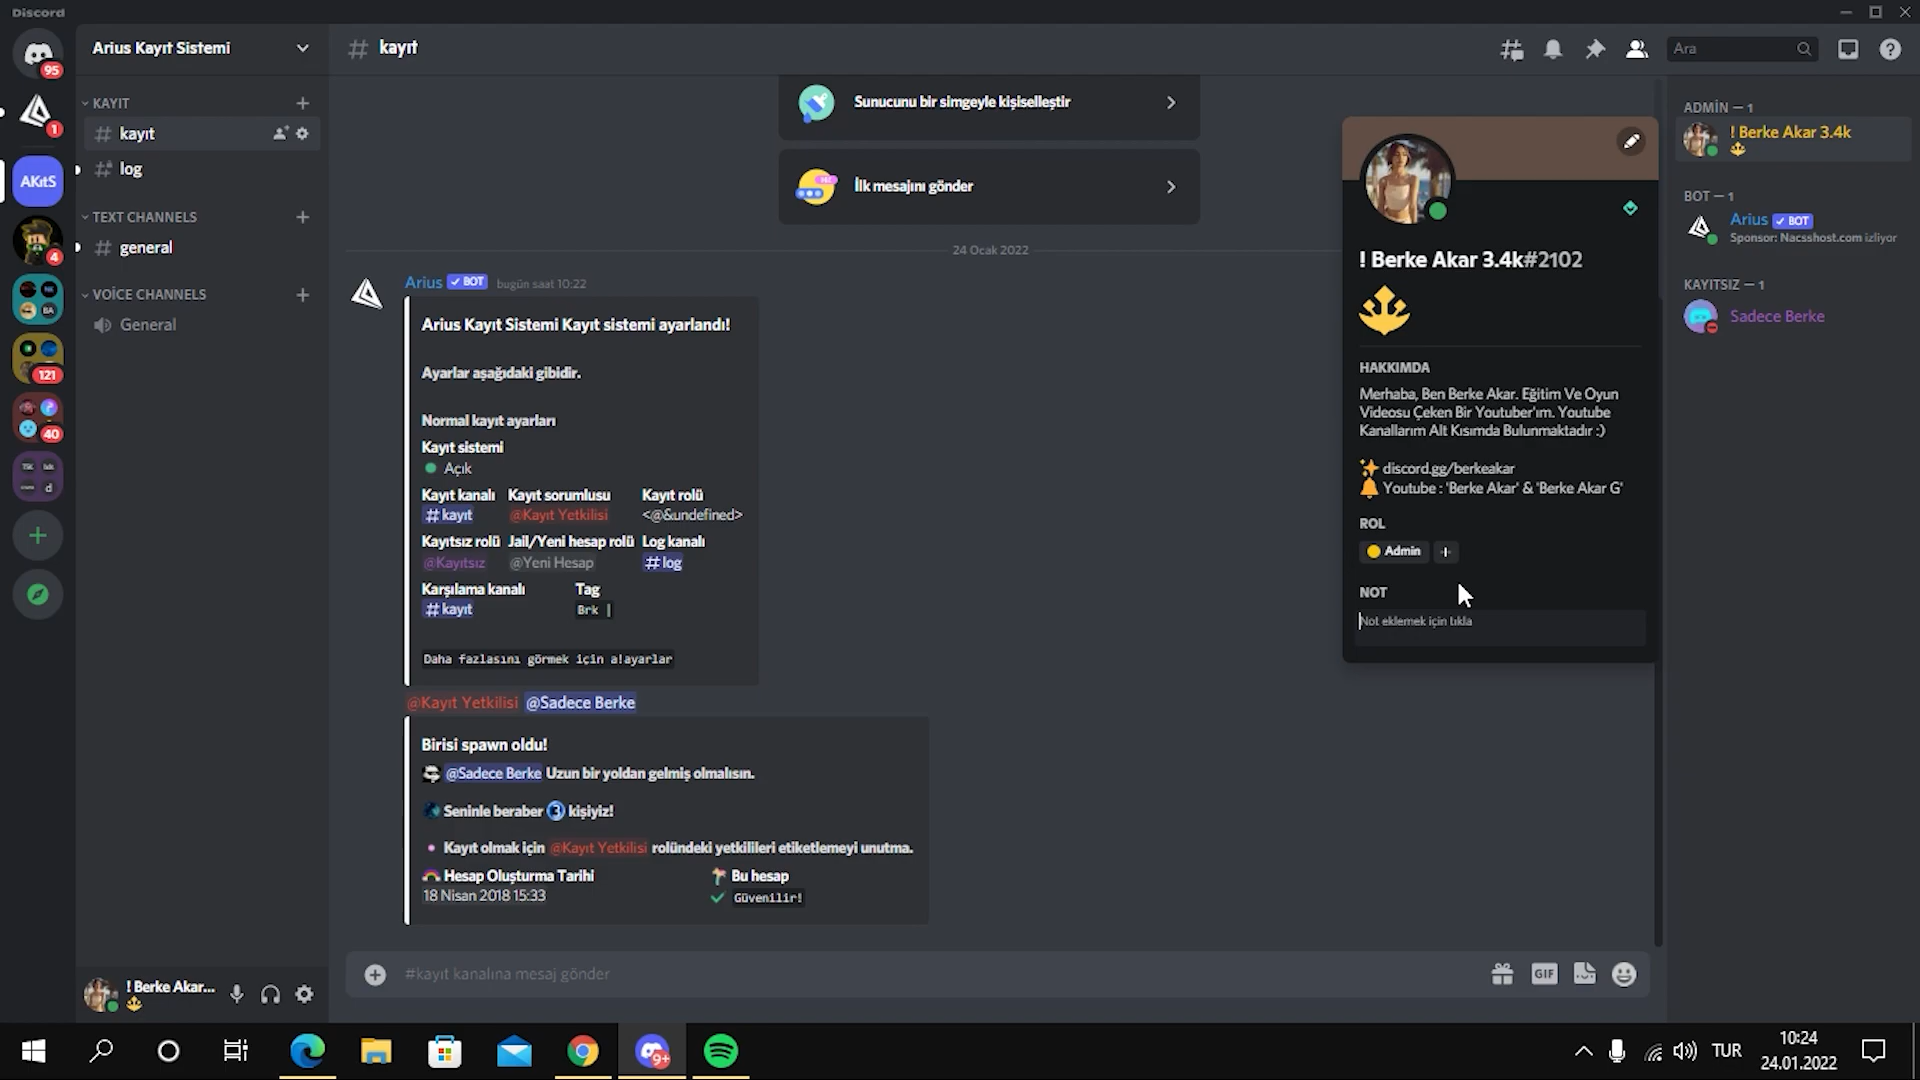 Discord
95
1
AKıtS
4
121
40
Arius Kayıt Sistemi
KAYIT
kayıt
log
TEXT CHANNELS
general
VOİCE CHANNELS
General
! Berke Akar...
kayıt
Ara
Sunucunu bir simgeyle kişiselleştir
İlk mesajını gönder
24 Ocak 2022
Arius ✓ BOT bugün saat 10:22
Arius Kayıt Sistemi Kayıt sistemi ayarlandı!
Ayarlar aşağıdaki gibidir.
Normal kayıt ayarları
Kayıt sistemi
Açık
Kayıt kanalı Kayıt sorumlusu Kayıt rolü
#kayıt @Kayıt Yetkilisi <@&undefined>
Kayıtsız rolü Jail/Yeni hesap rolü Log kanalı
@Kayıtsız @Yeni Hesap #log
Karşılama kanalı Tag
#kayıt Brk |
Daha fazlasını görmek için a!ayarlar
@Kayıt Yetkilisi @Sadece Berke
Birisi spawn oldu!
@Sadece Berke Uzun bir yoldan gelmiş olmalısın.
Seninle beraber 3 kişiyiz!
• Kayıt olmak için @Kayıt Yetkilisi rolündeki yetkilileri etiketlemeyi unutma.
Hesap Oluşturma Tarihi Bu hesap
18 Nisan 2018 15:33 Güvenilir!
#kayıt kanalına mesaj gönder
GIF
! Berke Akar 3.4k#2102
HAKKIMDA
Merhaba, Ben Berke Akar. Eğitim Ve Oyun
Videosu Çeken Bir Youtuber'ım. Youtube
Kanallarım Alt Kısımda Bulunmaktadır :)
discord.gg/berkeakar
Youtube : 'Berke Akar' & 'Berke Akar G'
ROL
Admin +
NOT
Not eklemek için tıkla
ADMİN — 1
! Berke Akar 3.4k
BOT — 1
Arius ✓ BOT
Sponsor: Nacsshost.com izliyor
KAYITSIZ — 1
Sadece Berke
9+
TUR
10:24
24.01.2022